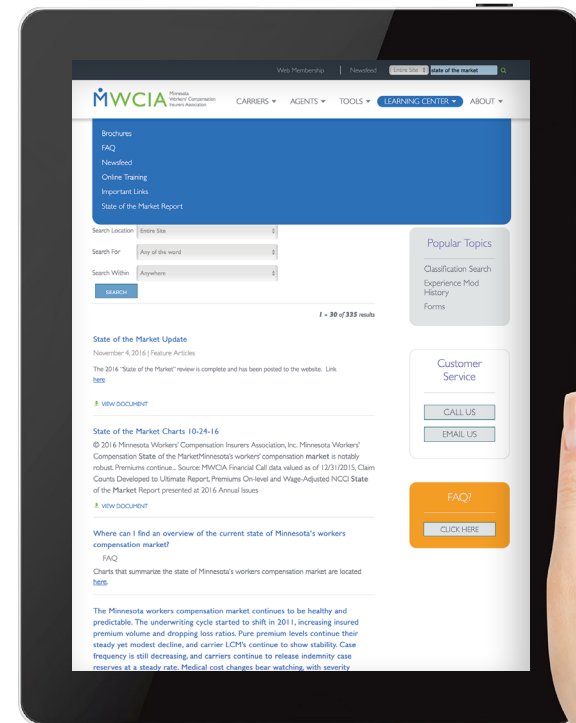 Web Membership | Newsfeed Entire Site state of the market
MWCIA Minnesota Workers' Compensation Insurers Association
CARRIERS AGENTS TOOLS LEARNING CENTER ABOUT
Brochures
FAQ
Newsfeed
Online Training
Important Links
State of the Market Report
Search Location Entire Site
Search For Any of the word
Search Within Anywhere
SEARCH
1 - 30 of 335 results
State of the Market Update
November 4, 2016 | Feature Articles
The 2016 "State of the Market" review is complete and has been posted to the website. Link
here
VIEW DOCUMENT
State of the Market Charts 10-24-16
© 2016 Minnesota Workers' Compensation Insurers Association, Inc. Minnesota Workers'
Compensation State of the MarketMinnesota's workers' compensation market is notably
robust. Premiums continue... Source: MWCIA Financial Call data valued as of 12/31/2015, Claim
Counts Developed to Ultimate Report, Premiums On-level and Wage-Adjusted NCCI State
of the Market Report presented at 2016 Annual Issues
VIEW DOCUMENT
Where can I find an overview of the current state of Minnesota's workers
compensation market?
FAQ
Charts that summarize the state of Minnesota's workers compensation market are located
here.
The Minnesota workers compensation market continues to be healthy and
predictable. The underwriting cycle started to shift in 2011, increasing insured
premium volume and dropping loss ratios. Pure premium levels continue their
steady yet modest decline, and carrier LCM's continue to show stability. Case
frequency is still decreasing, and carriers continue to release indemnity case
reserves at a steady rate. Medical cost changes bear watching, with severity
Popular Topics
Classification Search
Experience Mod
History
Forms
Customer
Service
CALL US
EMAIL US
FAQ?
CLICK HERE